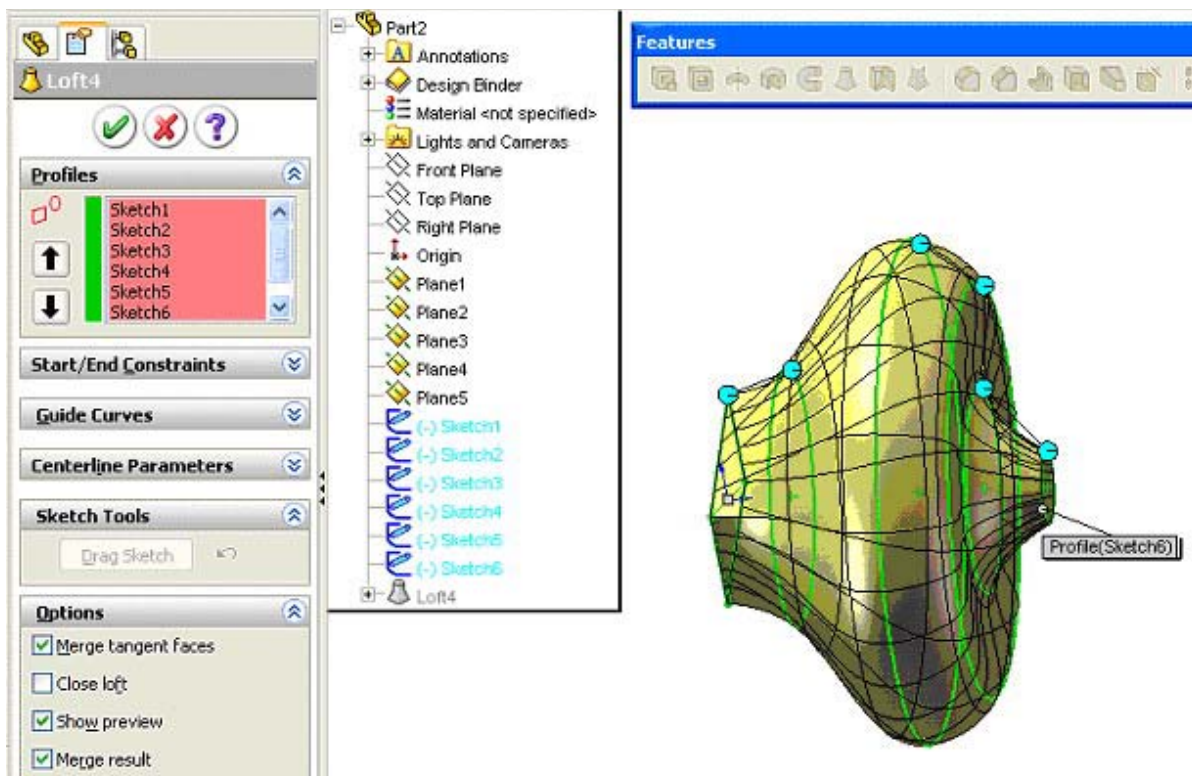 Loft4
?
Profiles
Sketch1
Sketch2
Sketch3
Sketch4
Sketch5
Sketch6
Start/End Constraints
Guide Curves
Centerline Parameters
Sketch Tools
Drag Sketch
Options
Merge tangent faces
Close loft
Show preview
Merge result
Part2
A Annotations
Design Binder
Material <not specified>
Lights and Cameras
Front Plane
Top Plane
Right Plane
Origin
Plane1
Plane2
Plane3
Plane4
Plane5
(-) Sketch1
(-) Sketch2
(-) Sketch3
(-) Sketch4
(-) Sketch5
(-) Sketch6
Loft4
Features
Profile(Sketch6)